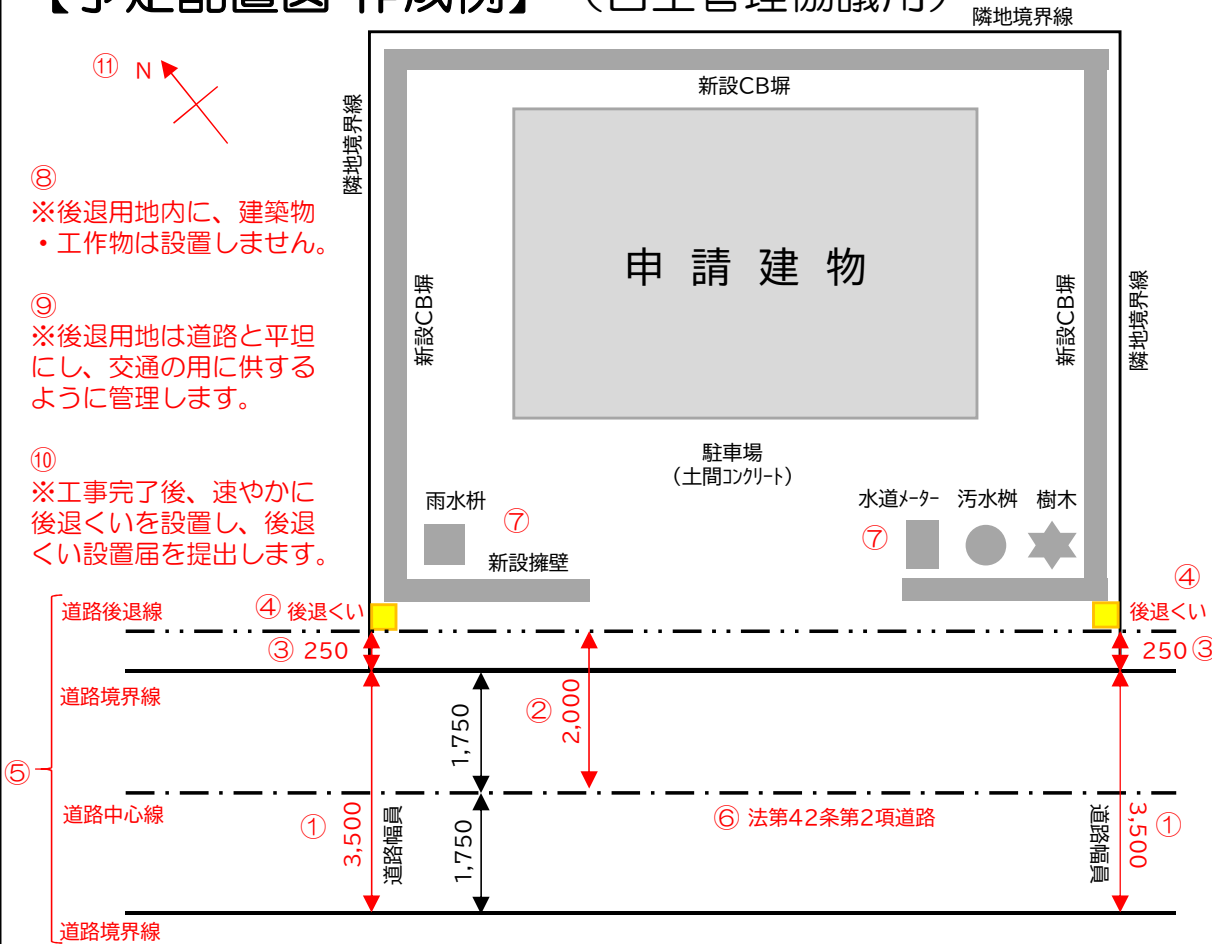 隣地境界線
⑪ N
新設CB塀
隣地境界線
⑧
※後退用地内に、建築物
・工作物は設置しません。
申請建物
新設CB塀
新設CB塀
隣地境界線
⑨
※後退用地は道路と平坦
にし、交通の用に供する
ように管理します。
駐車場
(土間コンクリート)
⑩
※工事完了後、速やかに
後退くいを設置し、後退
くい設置届を提出します。
雨水枡
⑦
水道メーター 汚水桝 樹木
⑦
新設擁壁
道路後退線
④ 後退くい
④
後退くい
③ 250
250 ③
道路境界線
1,750
② 2,000
⑤
道路中心線
① 3,500
道路幅員
1,750
⑥ 法第42条第2項道路
道路幅員
3,500 ①
道路境界線